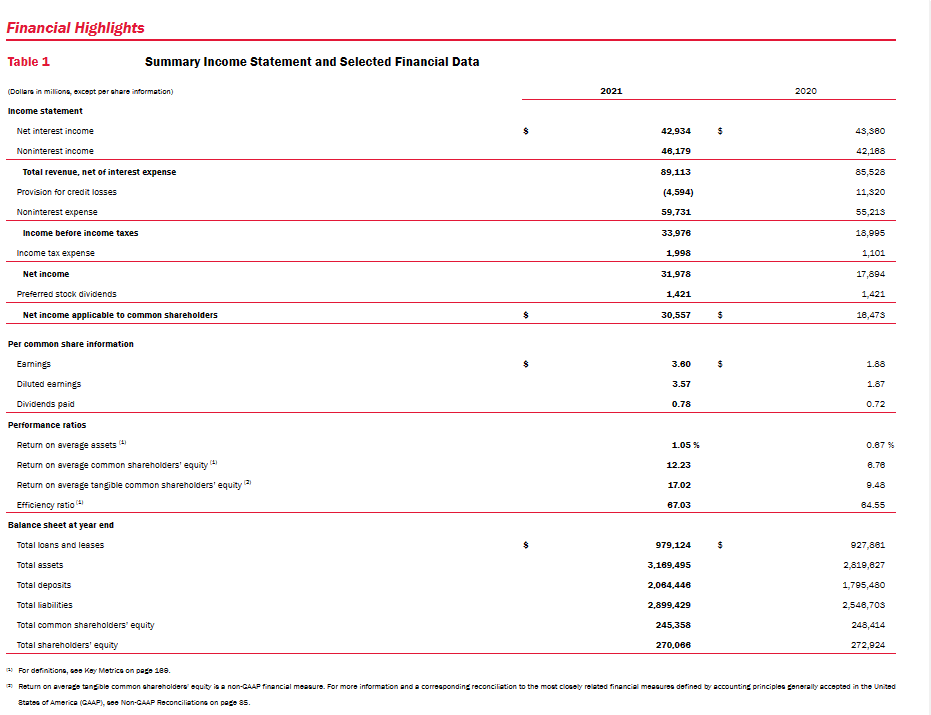 Financial Highlights
Table 1 Summary Income Statement and Selected Financial Data
(Dollars in millions, except per share information) 2021 2020
Income statement
Net interest income $ 42,934 $ 43,360
Noninterest income 46,179 42,168
Total revenue, net of interest expense 89,113 85,528
Provision for credit losses (4,594) 11,320
Noninterest expense 59,731 55,213
Income before income taxes 33,976 18,995
Income tax expense 1,998 1,101
Net income 31,978 17,894
Preferred stock dividends 1,421 1,421
Net income applicable to common shareholders $ 30,557 $ 16,473
Per common share information
Earnings $ 3.60 $ 1.88
Diluted earnings 3.57 1.87
Dividends paid 0.78 0.72
Performance ratios
Return on average assets (1) 1.05 % 0.67 %
Return on average common shareholders' equity (1) 12.23 6.76
Return on average tangible common shareholders' equity (2) 17.02 9.48
Efficiency ratio (1) 67.03 64.55
Balance sheet at year end
Total loans and leases $ 979,124 $ 927,861
Total assets 3,169,495 2,819,627
Total deposits 2,064,446 1,795,480
Total liabilities 2,899,429 2,546,703
Total common shareholders' equity 245,358 248,414
Total shareholders' equity 270,066 272,924
(1) For definitions, see Key Metrics on page 169.
(2) Return on average tangible common shareholders' equity is a non-GAAP financial measure. For more information and a corresponding reconciliation to the most closely related financial measures defined by accounting principles generally accepted in the United
States of America (GAAP), see Non-GAAP Reconciliations on page 85.